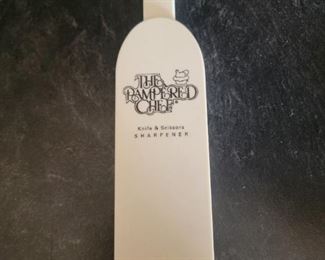 THE
PAMPERED
CHEF®
Knife & Scissors
SHARPENER